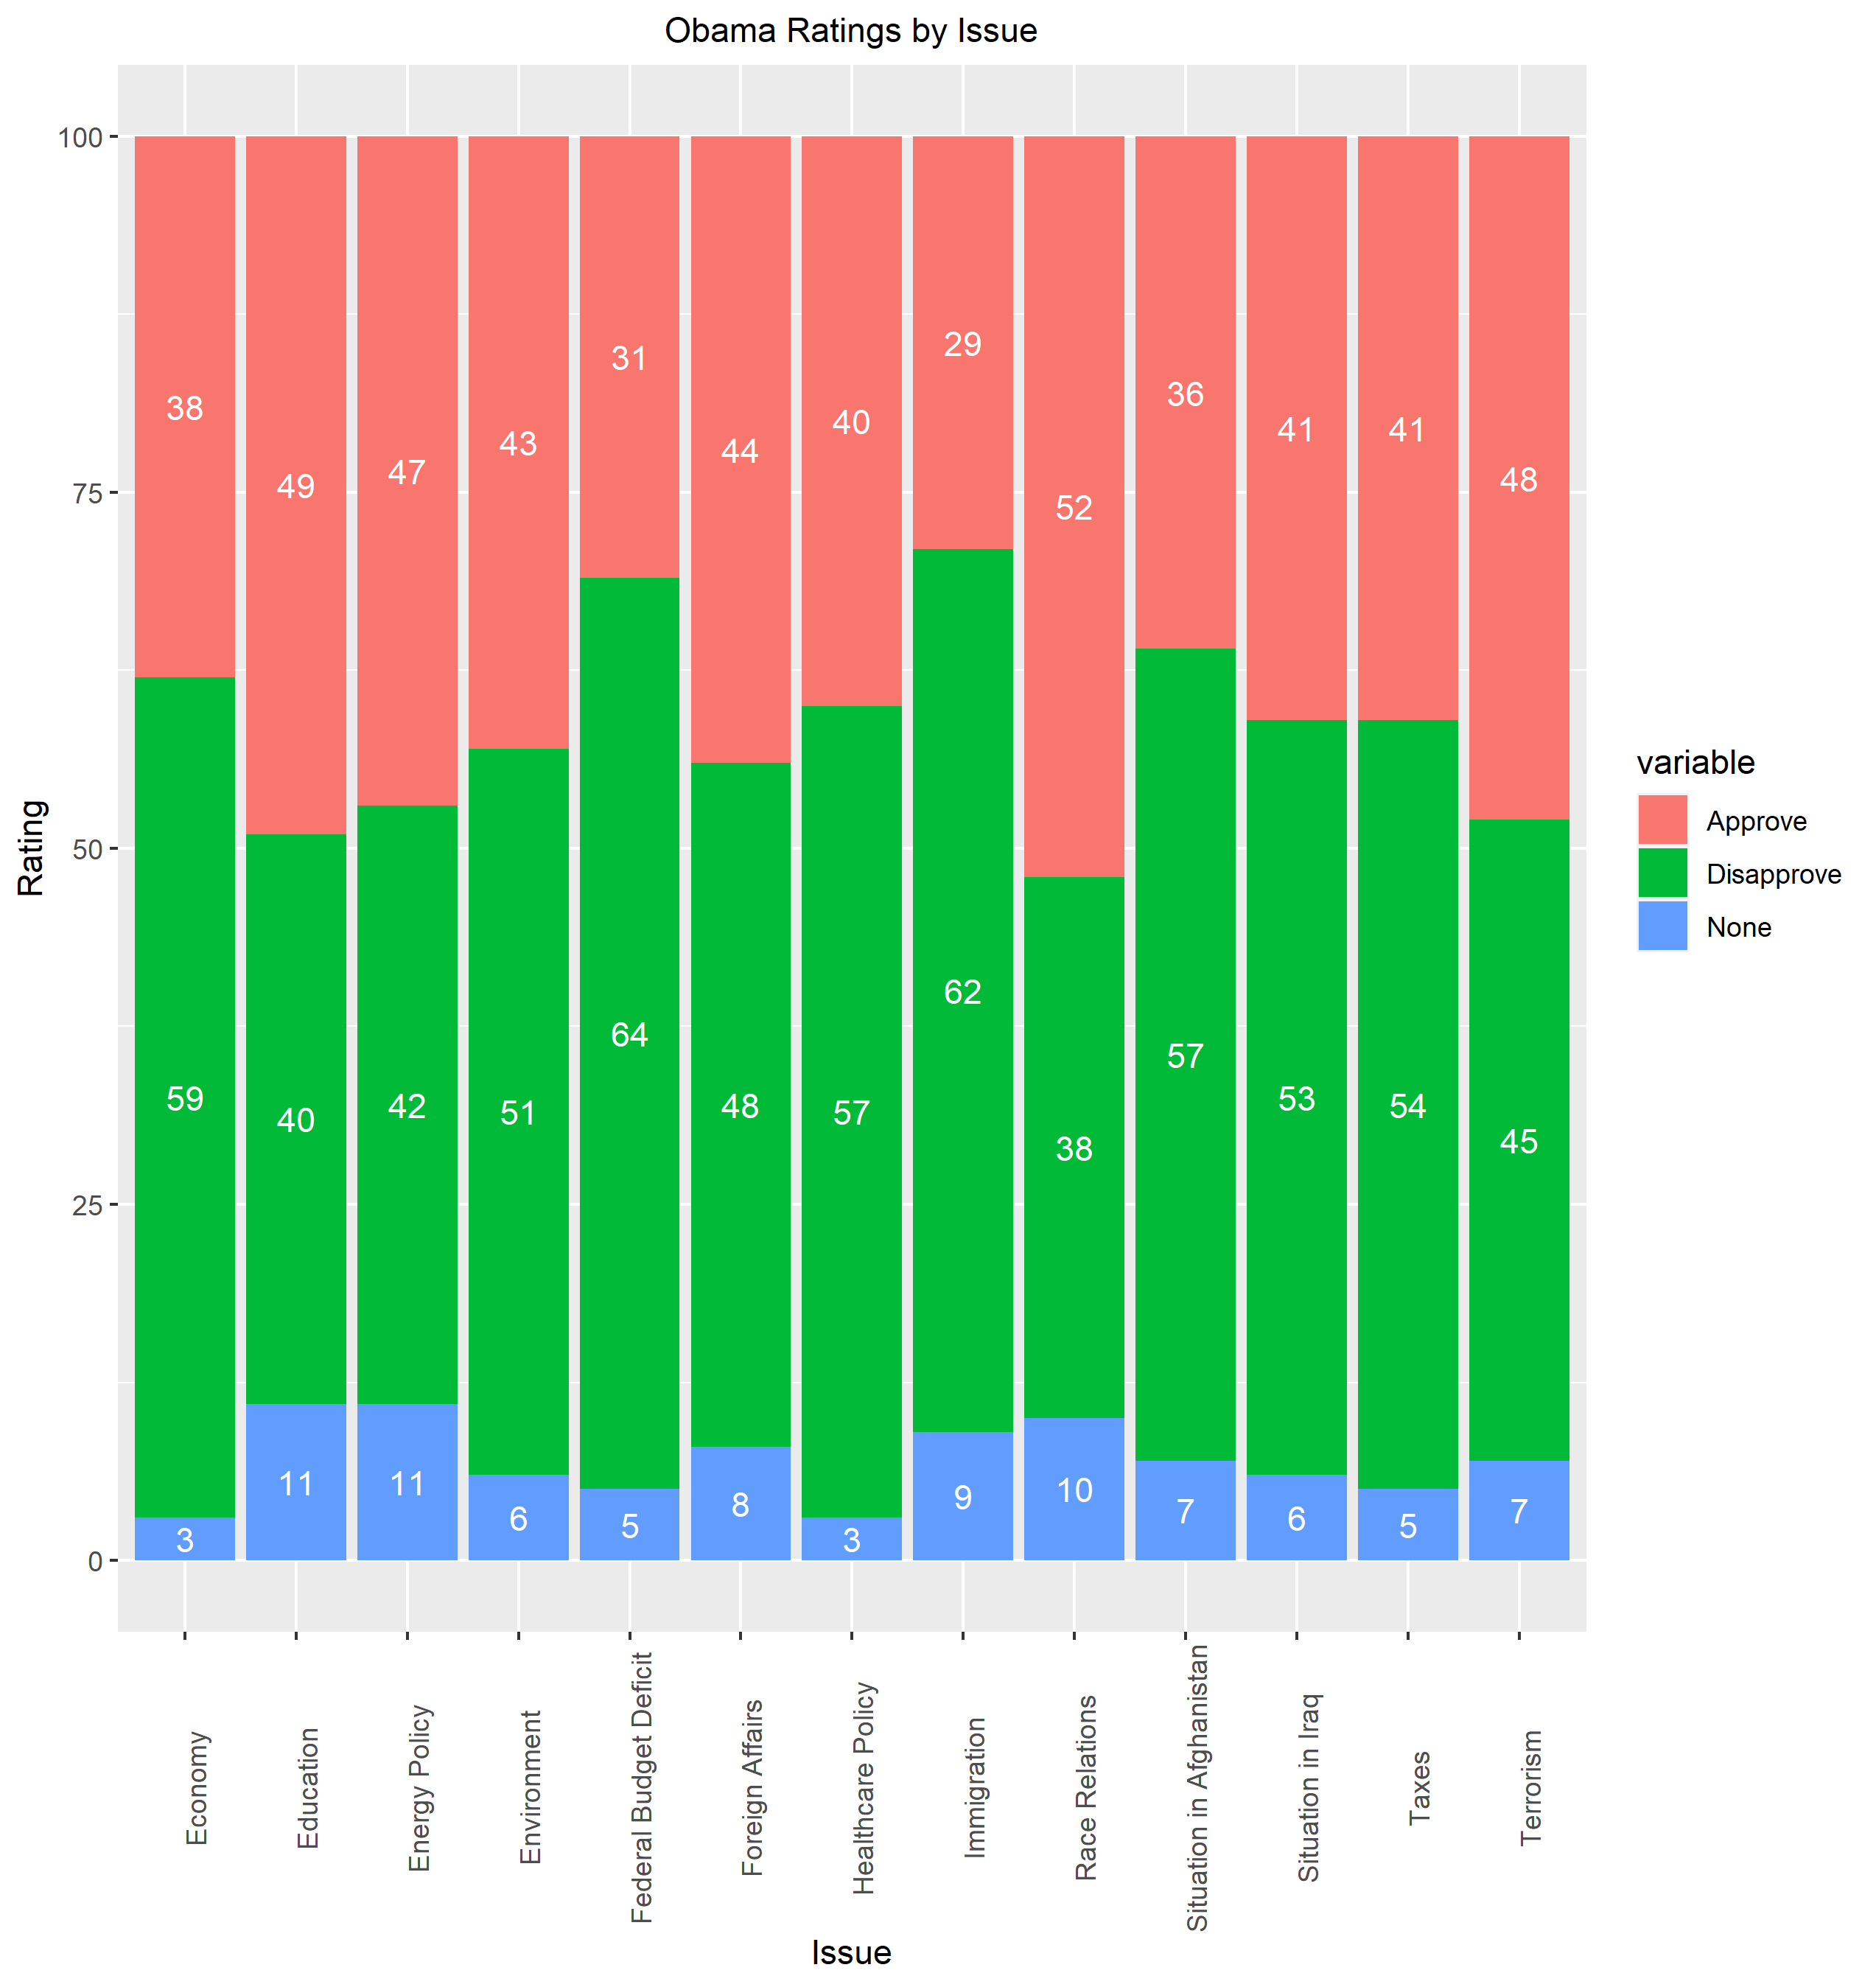 Obama Ratings by Issue
100
75
50
25
0
Rating
38 49 47 43 31 44 40 29 52 36 41 41 48
59 40 42 51 64 48 57 62 38 57 53 54 45
3 11 11 6 5 8 3 9 10 7 6 5 7
Economy
Education
Energy Policy
Environment
Federal Budget Deficit
Foreign Affairs
Healthcare Policy
Immigration
Race Relations
Situation in Afghanistan
Situation in Iraq
Taxes
Terrorism
Issue
variable
Approve
Disapprove
None